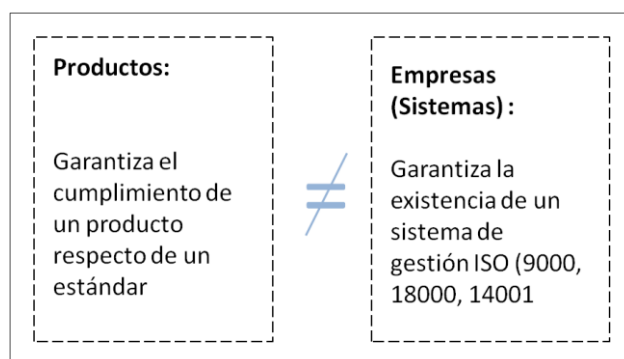 Productos:
Garantiza el
cumplimiento de
un producto
respecto de un
estándar
≠
Empresas
(Sistemas) :
Garantiza la
existencia de un
sistema de
gestión ISO (9000,
18000, 14001